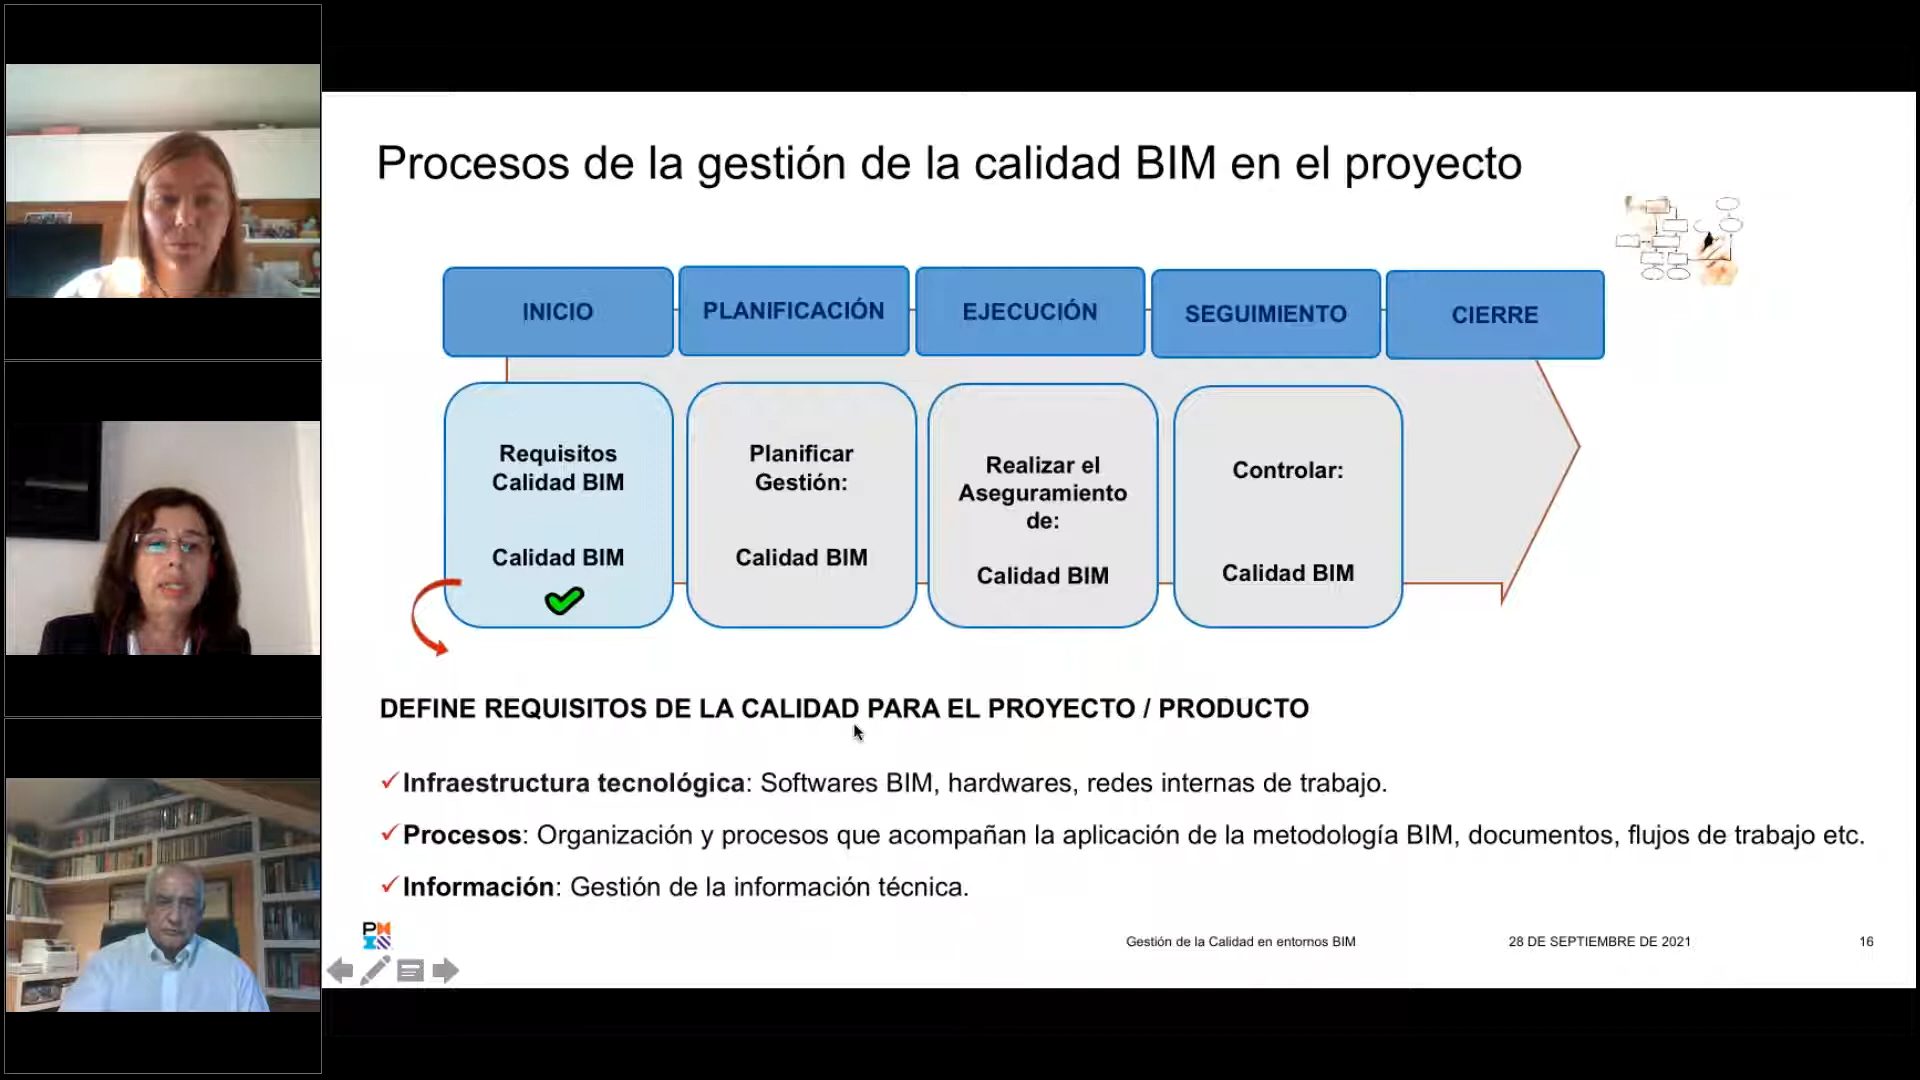 Procesos de la gestión de la calidad BIM en el proyecto
INICIO
PLANIFICACIÓN
EJECUCIÓN
SEGUIMIENTO
CIERRE
Requisitos
Calidad BIM
Calidad BIM
Planificar
Gestión:
Calidad BIM
Realizar el
Aseguramiento
de:
Calidad BIM
Controlar:
Calidad BIM
DEFINE REQUISITOS DE LA CALIDAD PARA EL PROYECTO / PRODUCTO
Infraestructura tecnológica: Softwares BIM, hardwares, redes internas de trabajo.
Procesos: Organización y procesos que acompañan la aplicación de la metodología BIM, documentos, flujos de trabajo etc.
Información: Gestión de la información técnica.
Gestión de la Calidad en entornos BIM
28 DE SEPTIEMBRE DE 2021
16